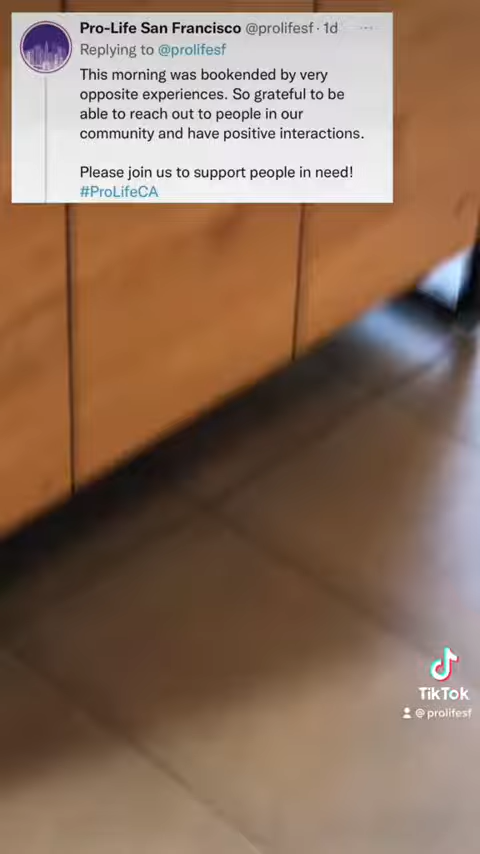 Pro-Life San Francisco @prolifesf · 1d ...
Replying to @prolifesf
This morning was bookended by very
opposite experiences. So grateful to be
able to reach out to people in our
community and have positive interactions.
Please join us to support people in need!
#ProLifeCA
TikTok
@prolifesf